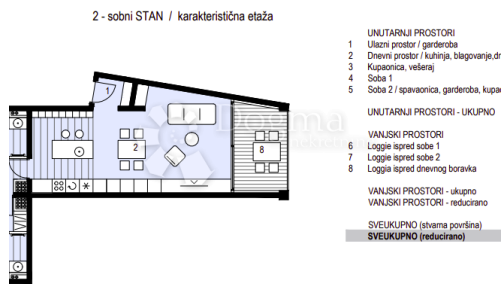 2 - sobni STAN / karakteristična etaža
UNUTARNJI PROSTORI
1 Ulazni prostor / garderoba
2 Dnevni prostor / kuhinja, blagovanje,dr
3 Kupaonica, vešeraj
4 Soba 1
5 Soba 2 / spavaonica, garderoba, kupac
UNUTARNJI PROSTORI - UKUPNO
VANJSKI PROSTORI
6 Loggie ispred sobe 1
7 Loggie ispred sobe 2
8 Loggia ispred dnevnog boravka
VANJSKI PROSTORI - ukupno
VANJSKI PROSTORI - reducirano
SVEUKUPNO (stvarna površina)
SVEUKUPNO (reducirano)
1
2
8
Dogma